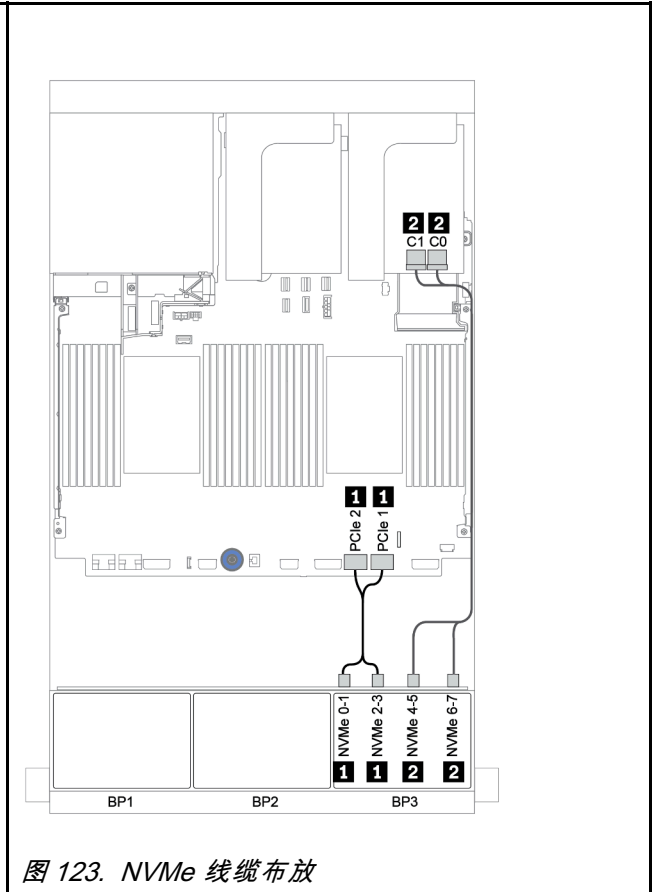 2 2
C1 C0
1 1
PCIe 2
PCIe 1
NVMe 0-1
NVMe 2-3
NVMe 4-5
NVMe 6-7
1 1 2 2
BP1 BP2 BP3
图 123. NVMe 线缆布放